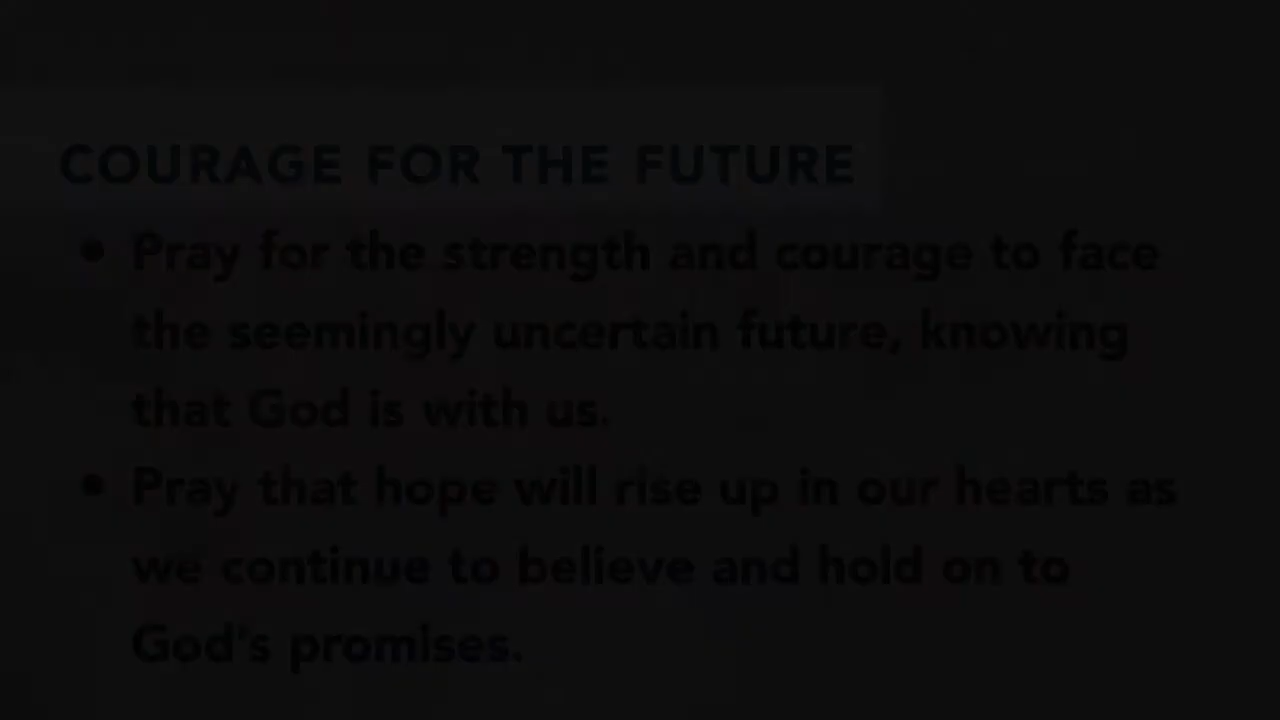 COURAGE FOR THE FUTURE
• Pray for the strength and courage to face
the seemingly uncertain future, knowing
that God is with us.
• Pray that hope will rise up in our hearts as
we continue to believe and hold on to
God's promises.